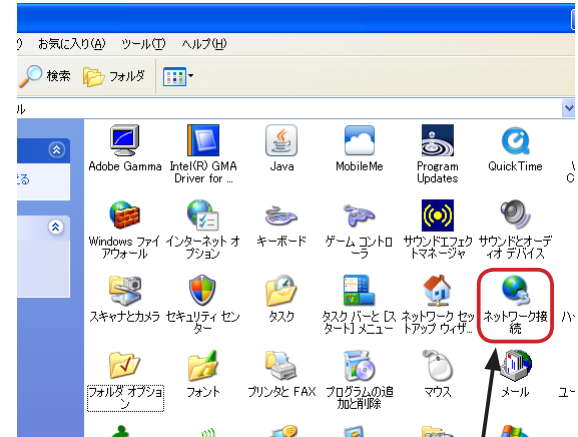 ) お気に入り(A) ツール(T) ヘルプ(H)
検索 フォルダ
ル
Adobe Gamma Intel(R) GMA Java MobileMe Program QuickTime
Driver for ... Updates
Windows ファイ インターネット オ キーボード ゲーム コントロ サウンドエフェク サウンドとオーデ
アウォール プション ーラ トマネージャ ィオ デバイス
スキャナとカメラ セキュリティ セン タスク タスク バーと [ス ネットワーク セッ ネットワーク接 ハッ
ター タート] メニュー トアップ ウィザ... 続
フォルダ オプショ フォント プリンタと FAX プログラムの追 マウス メール ユー
ン 加と削除